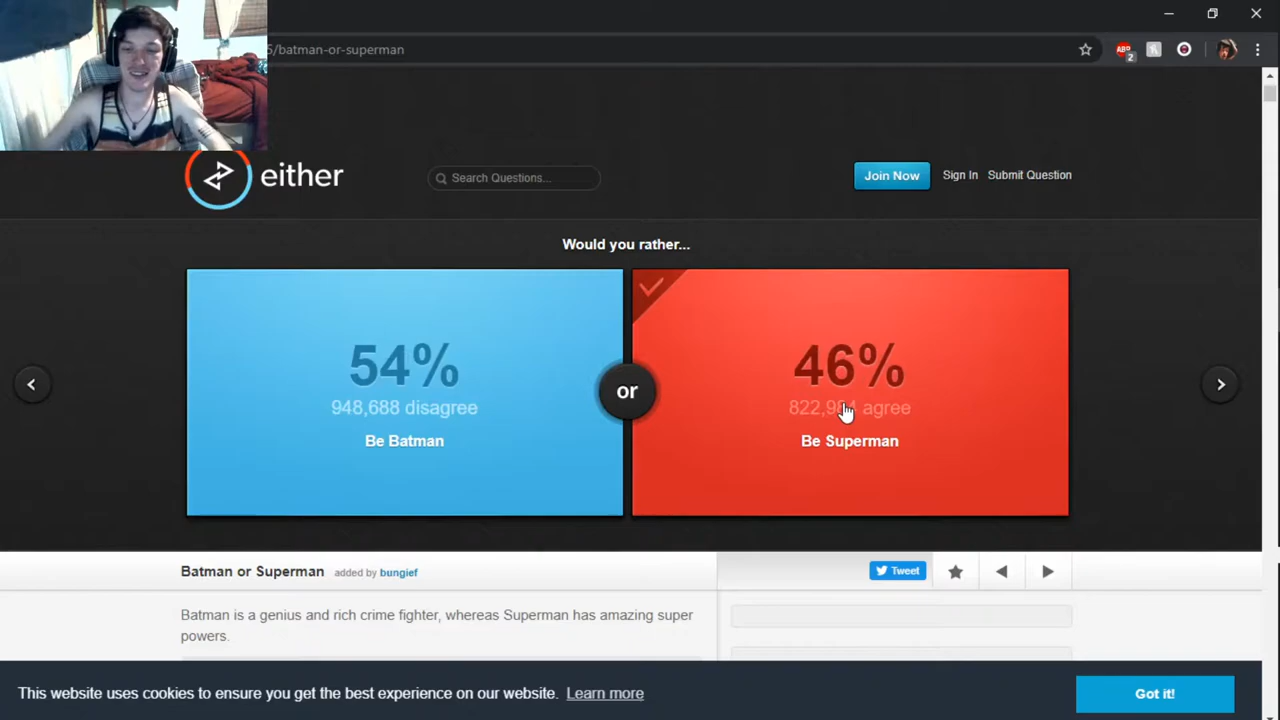 5/batman-or-superman
ABP
2
either
Search Questions...
Join Now
Sign In
Submit Question
Would you rather...
54%
948,688 disagree
Be Batman
or
46%
agree
Be Superman
Batman or Superman added by bungief
Tweet
Batman is a genius and rich crime fighter, whereas Superman has amazing super
powers.
This website uses cookies to ensure you get the best experience on our website. Learn more
Got it!